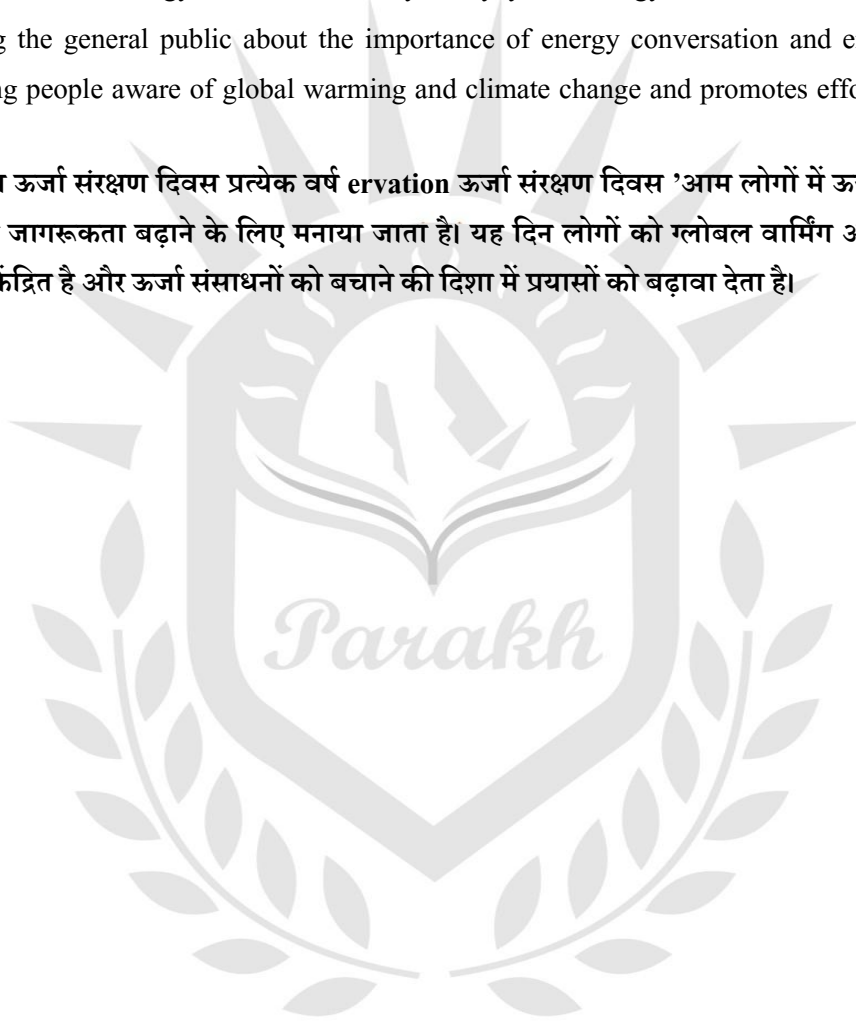 the general public about the importance of energy conversation and
people aware of global warming and climate change and promotes
ऊर्जा संरक्षण दिवस प्रत्येक वर्ष ervation ऊर्जा संरक्षण दिवस ’आम लोगों में
जागरूकता बढ़ाने के लिए मनाया जाता है। यह दिन लोगों को ग्लोबल वार्मिंग
है और ऊर्जा संसाधनों को बचाने की दिशा में प्रयासों को बढ़ावा देता है।
Parakh